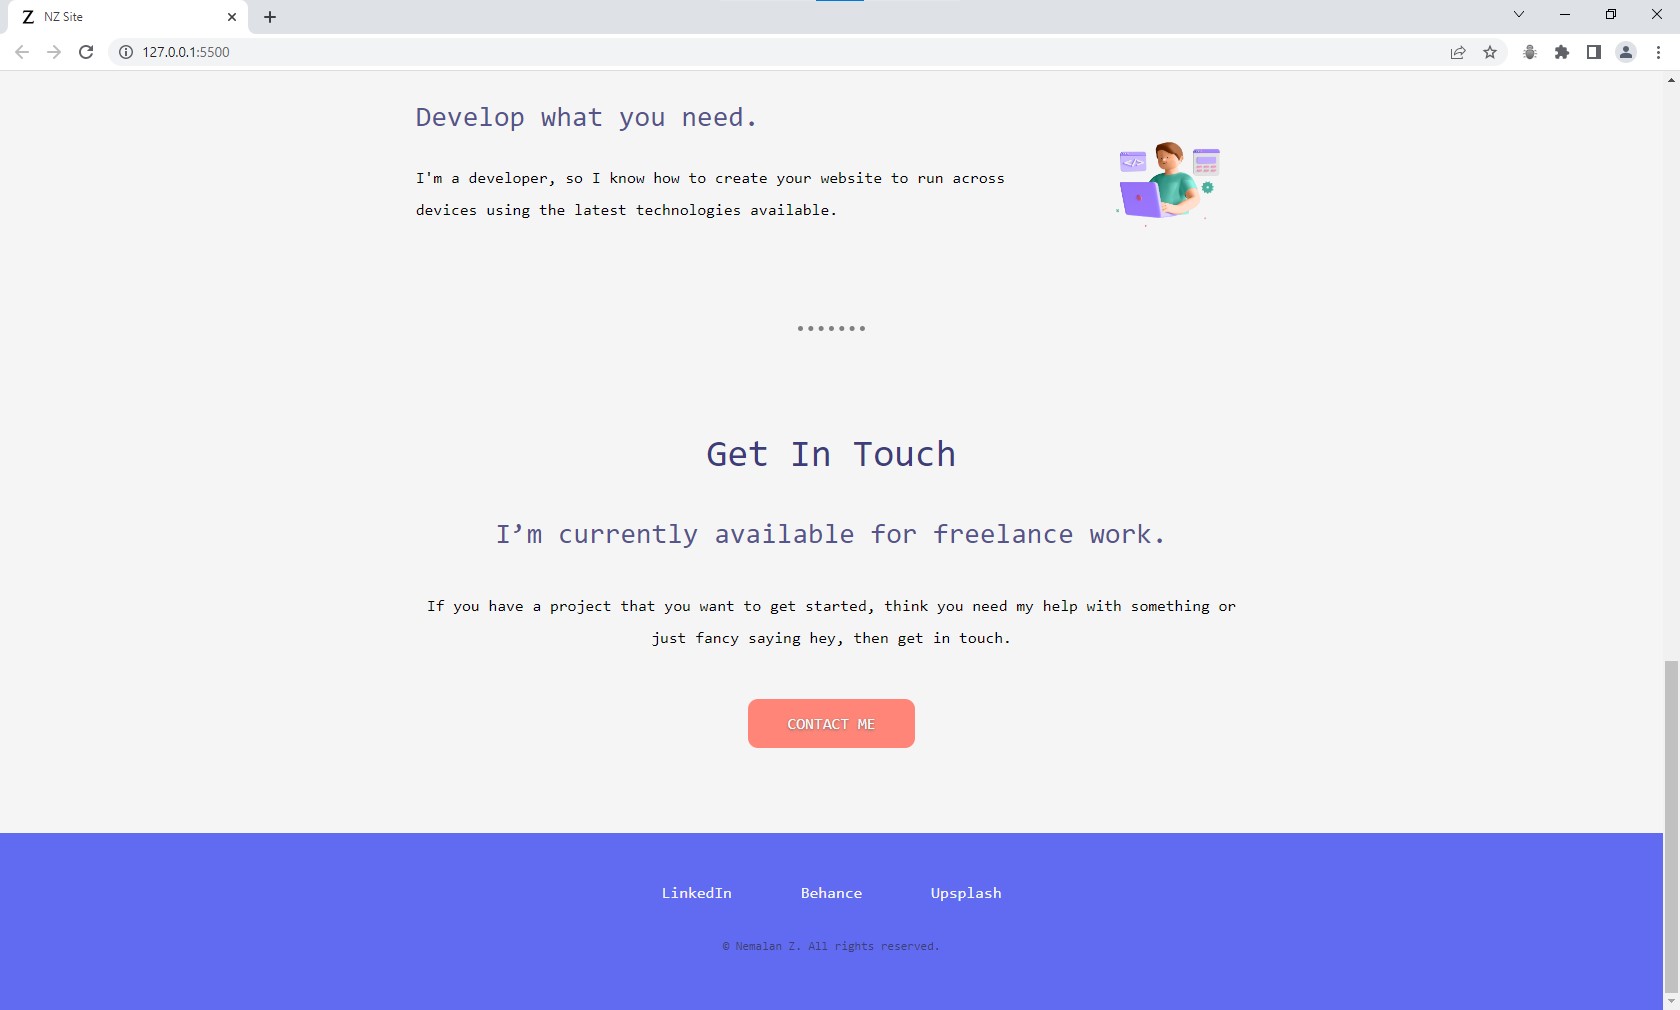 NZ Site
127.0.0.1:5500
Develop what you need.
I'm a developer, so I know how to create your website to run across
devices using the latest technologies available.
Get In Touch
I’m currently available for freelance work.
If you have a project that you want to get started, think you need my help with something or
just fancy saying hey, then get in touch.
CONTACT ME
LinkedIn Behance Upsplash
© Nemalan Z. All rights reserved.